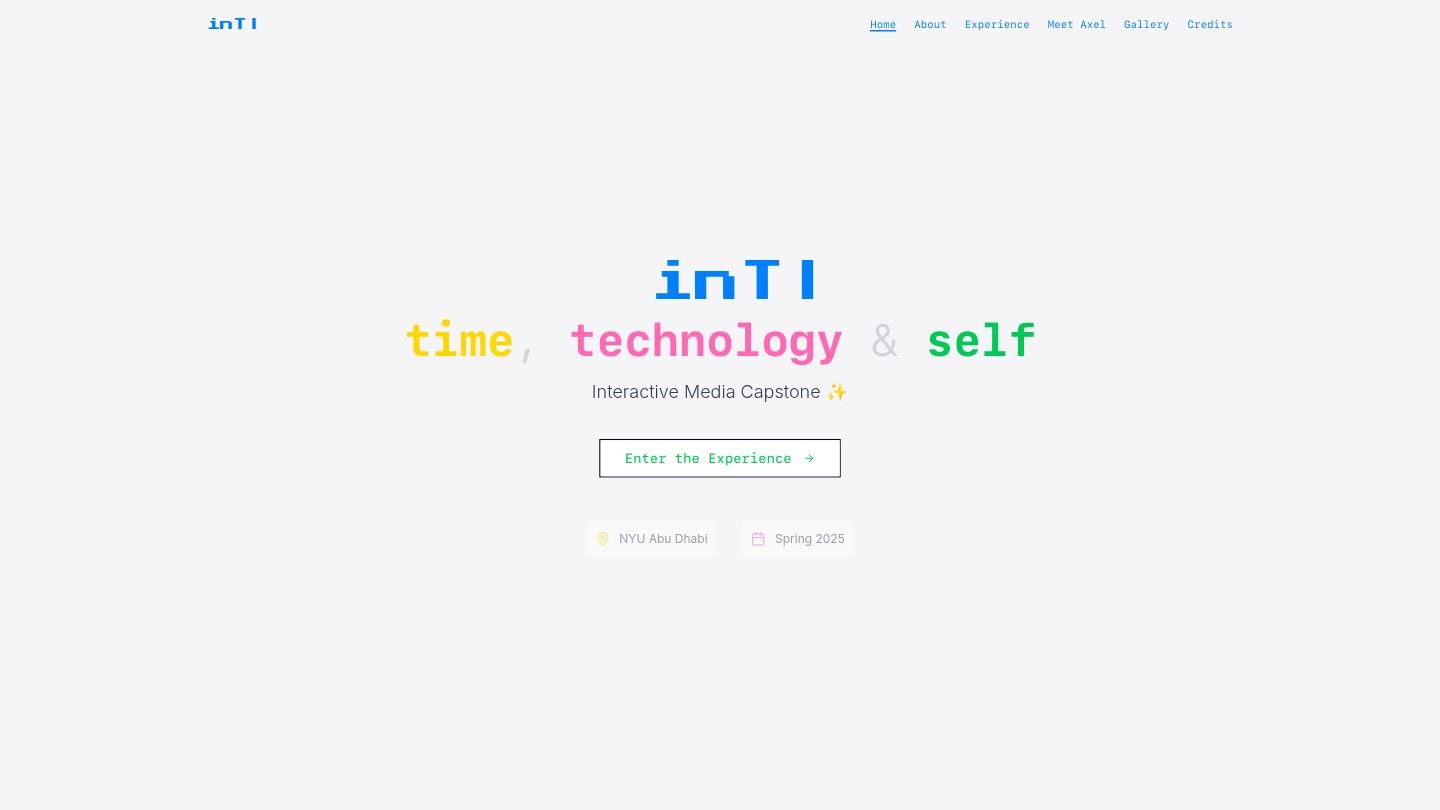 inTI
Home About Experience Meet Axel Gallery Credits
inTI
time, technology & self
Interactive Media Capstone ✨
Enter the Experience →
NYU Abu Dhabi
Spring 2025